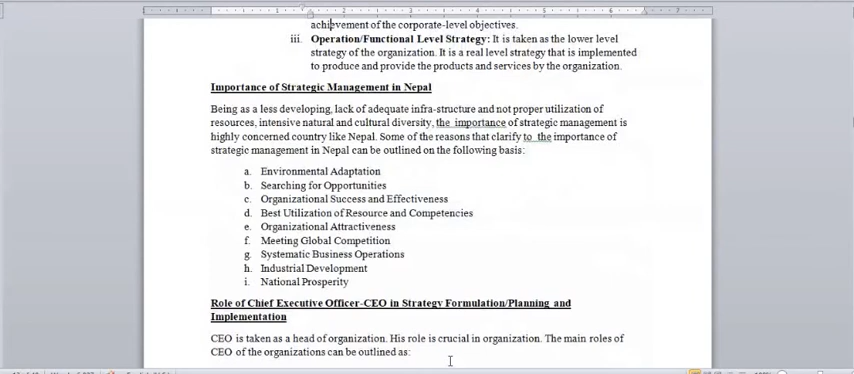 achievement of the corporate-level objectives.
iii. Operation/Functional Level Strategy: It is taken as the lower level
strategy of the organization. It is a real level strategy that is implemented
to produce and provide the products and services by the organization.
Importance of Strategic Management in Nepal
Being as a less developing, lack of adequate infra-structure and not proper utilization of
resources, intensive natural and cultural diversity, the importance of strategic management is
highly concerned country like Nepal. Some of the reasons that clarify to the importance of
strategic management in Nepal can be outlined on the following basis:
a. Environmental Adaptation
b. Searching for Opportunities
c. Organizational Success and Effectiveness
d. Best Utilization of Resource and Competencies
e. Organizational Attractiveness
f. Meeting Global Competition
g. Systematic Business Operations
h. Industrial Development
i. National Prosperity
Role of Chief Executive Officer-CEO in Strategy Formulation/Planning and
Implementation
CEO is taken as a head of organization. His role is crucial in organization. The main roles of
CEO of the organizations can be outlined as: